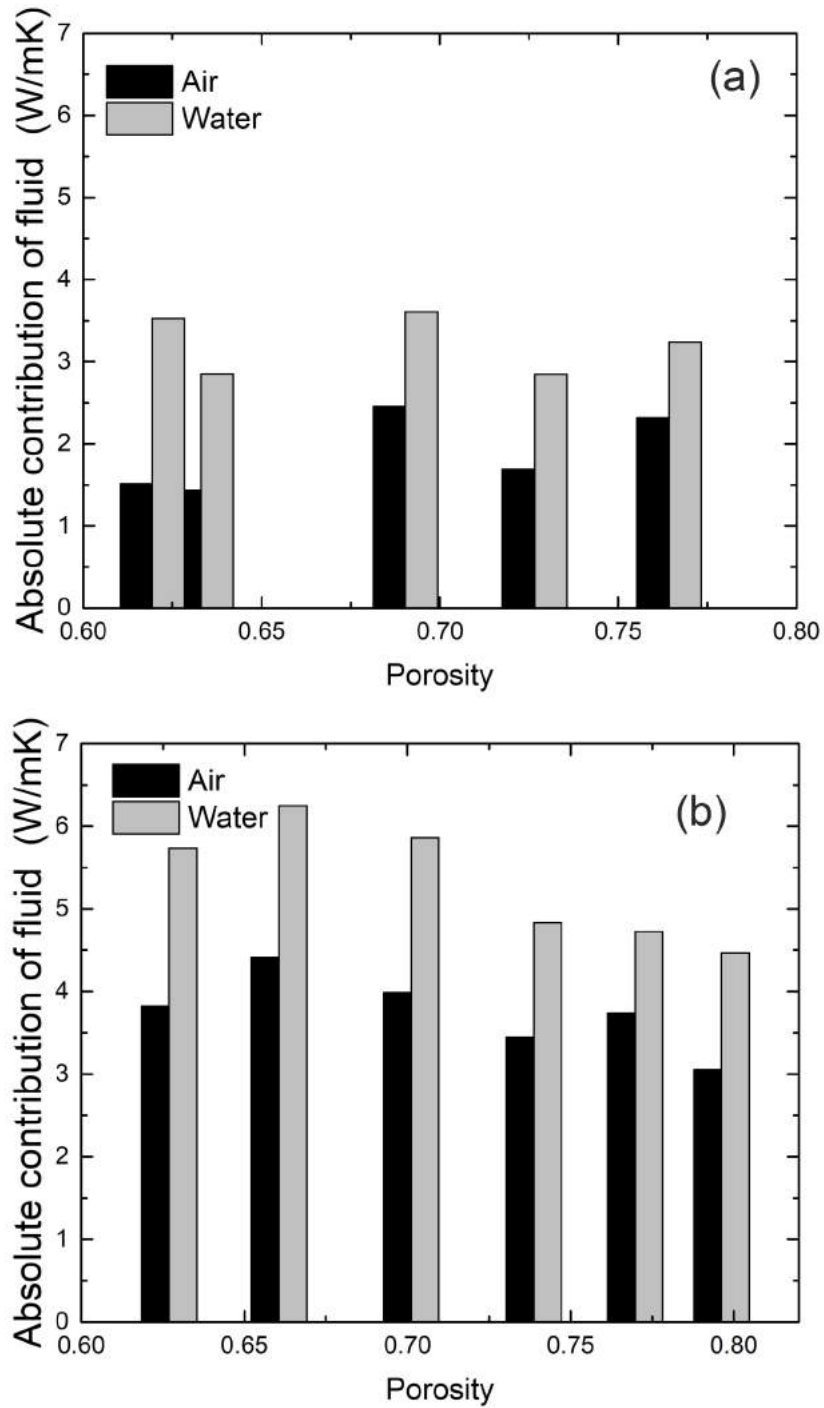 Absolute contribution of fluid (W/mK)
7
6
5
4
3
2
1
0
Air
Water
(a)
0.60
0.65
0.70
0.75
0.80
Porosity
Absolute contribution of fluid (W/mK)
7
6
5
4
3
2
1
0
Air
Water
(b)
0.60
0.65
0.70
0.75
0.80
Porosity